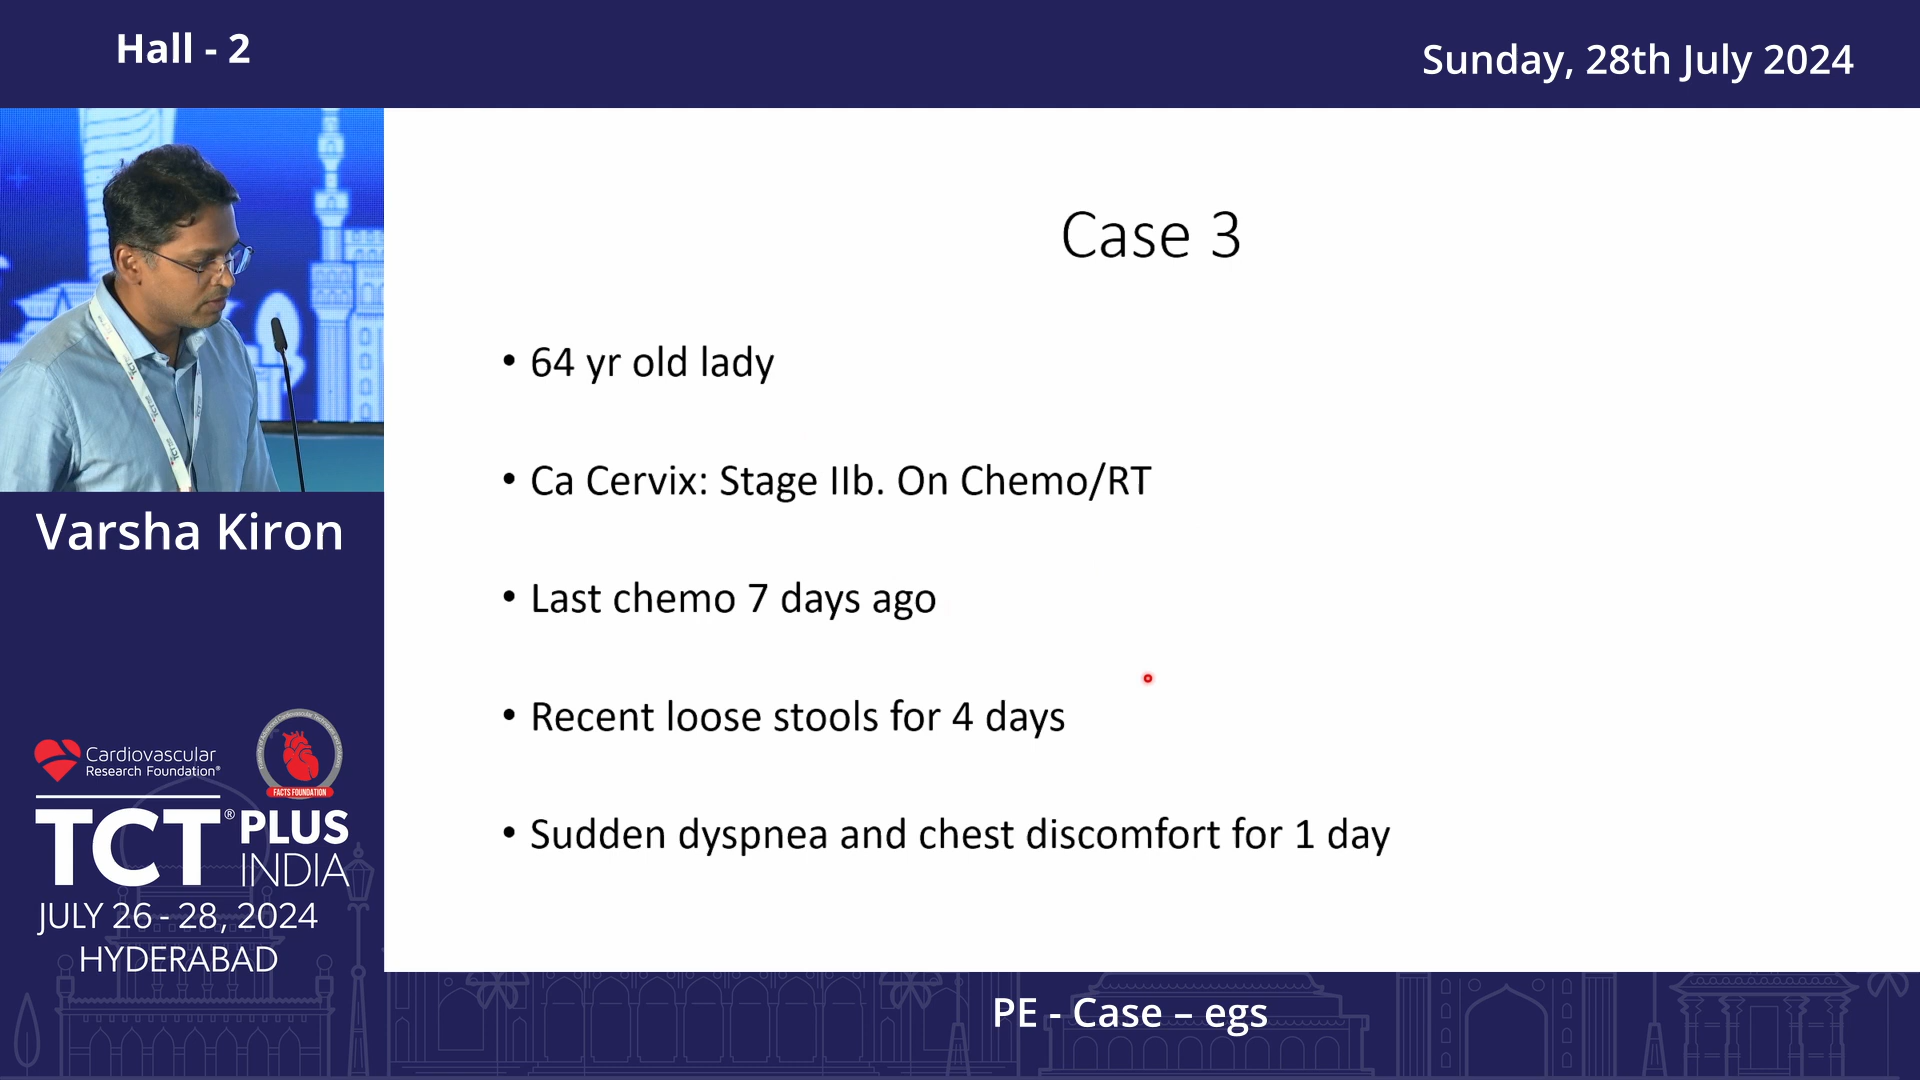 Hall - 2
Sunday, 28th July 2024
Case 3
• 64 yr old lady
• Ca Cervix: Stage IIb. On Chemo/RT
• Last chemo 7 days ago
• Recent loose stools for 4 days
• Sudden dyspnea and chest discomfort for 1 day
Varsha Kiron
Cardiovascular
Research Foundation®
FACTS FOUNDATION
TCT® PLUS
INDIA
JULY 26 - 28, 2024
HYDERABAD
PE - Case – egs